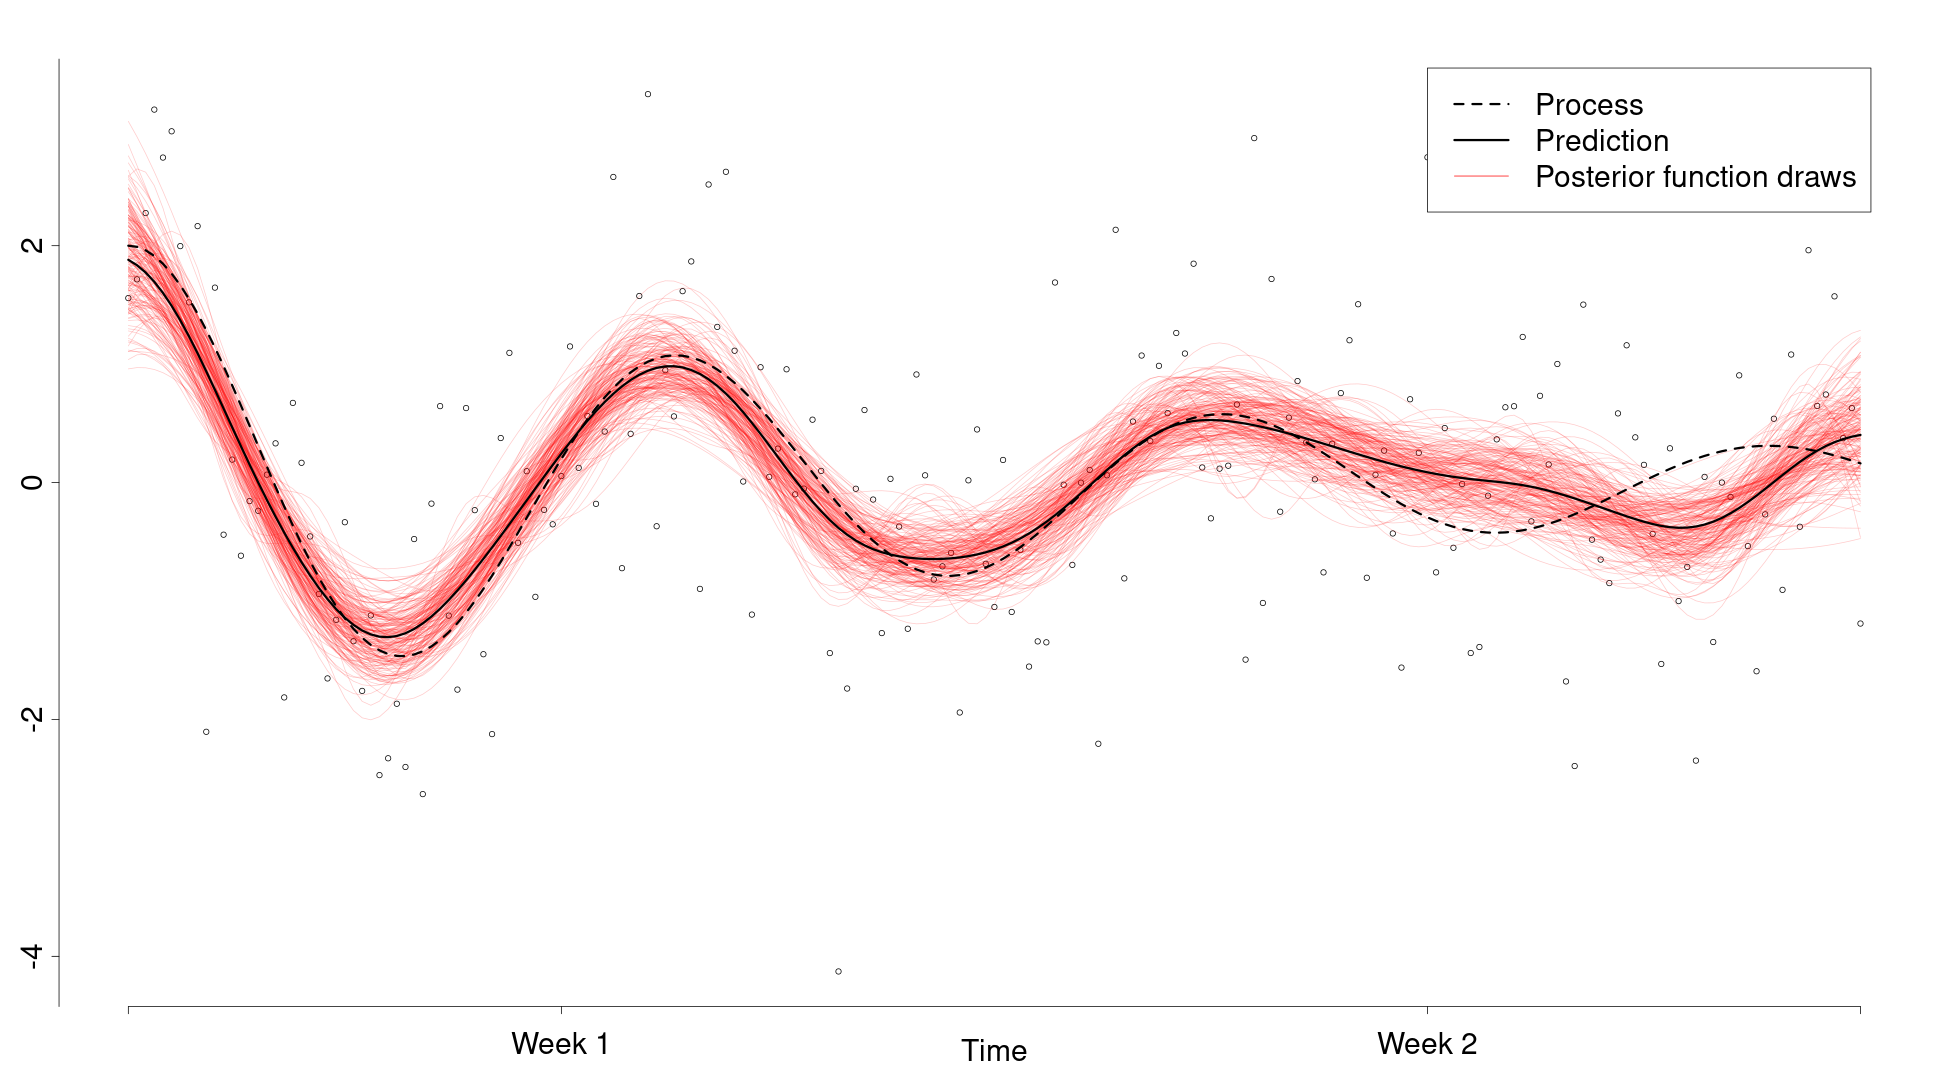 Process
Prediction
Posterior function draws
2
0
-2
-4
Week 1
Time
Week 2